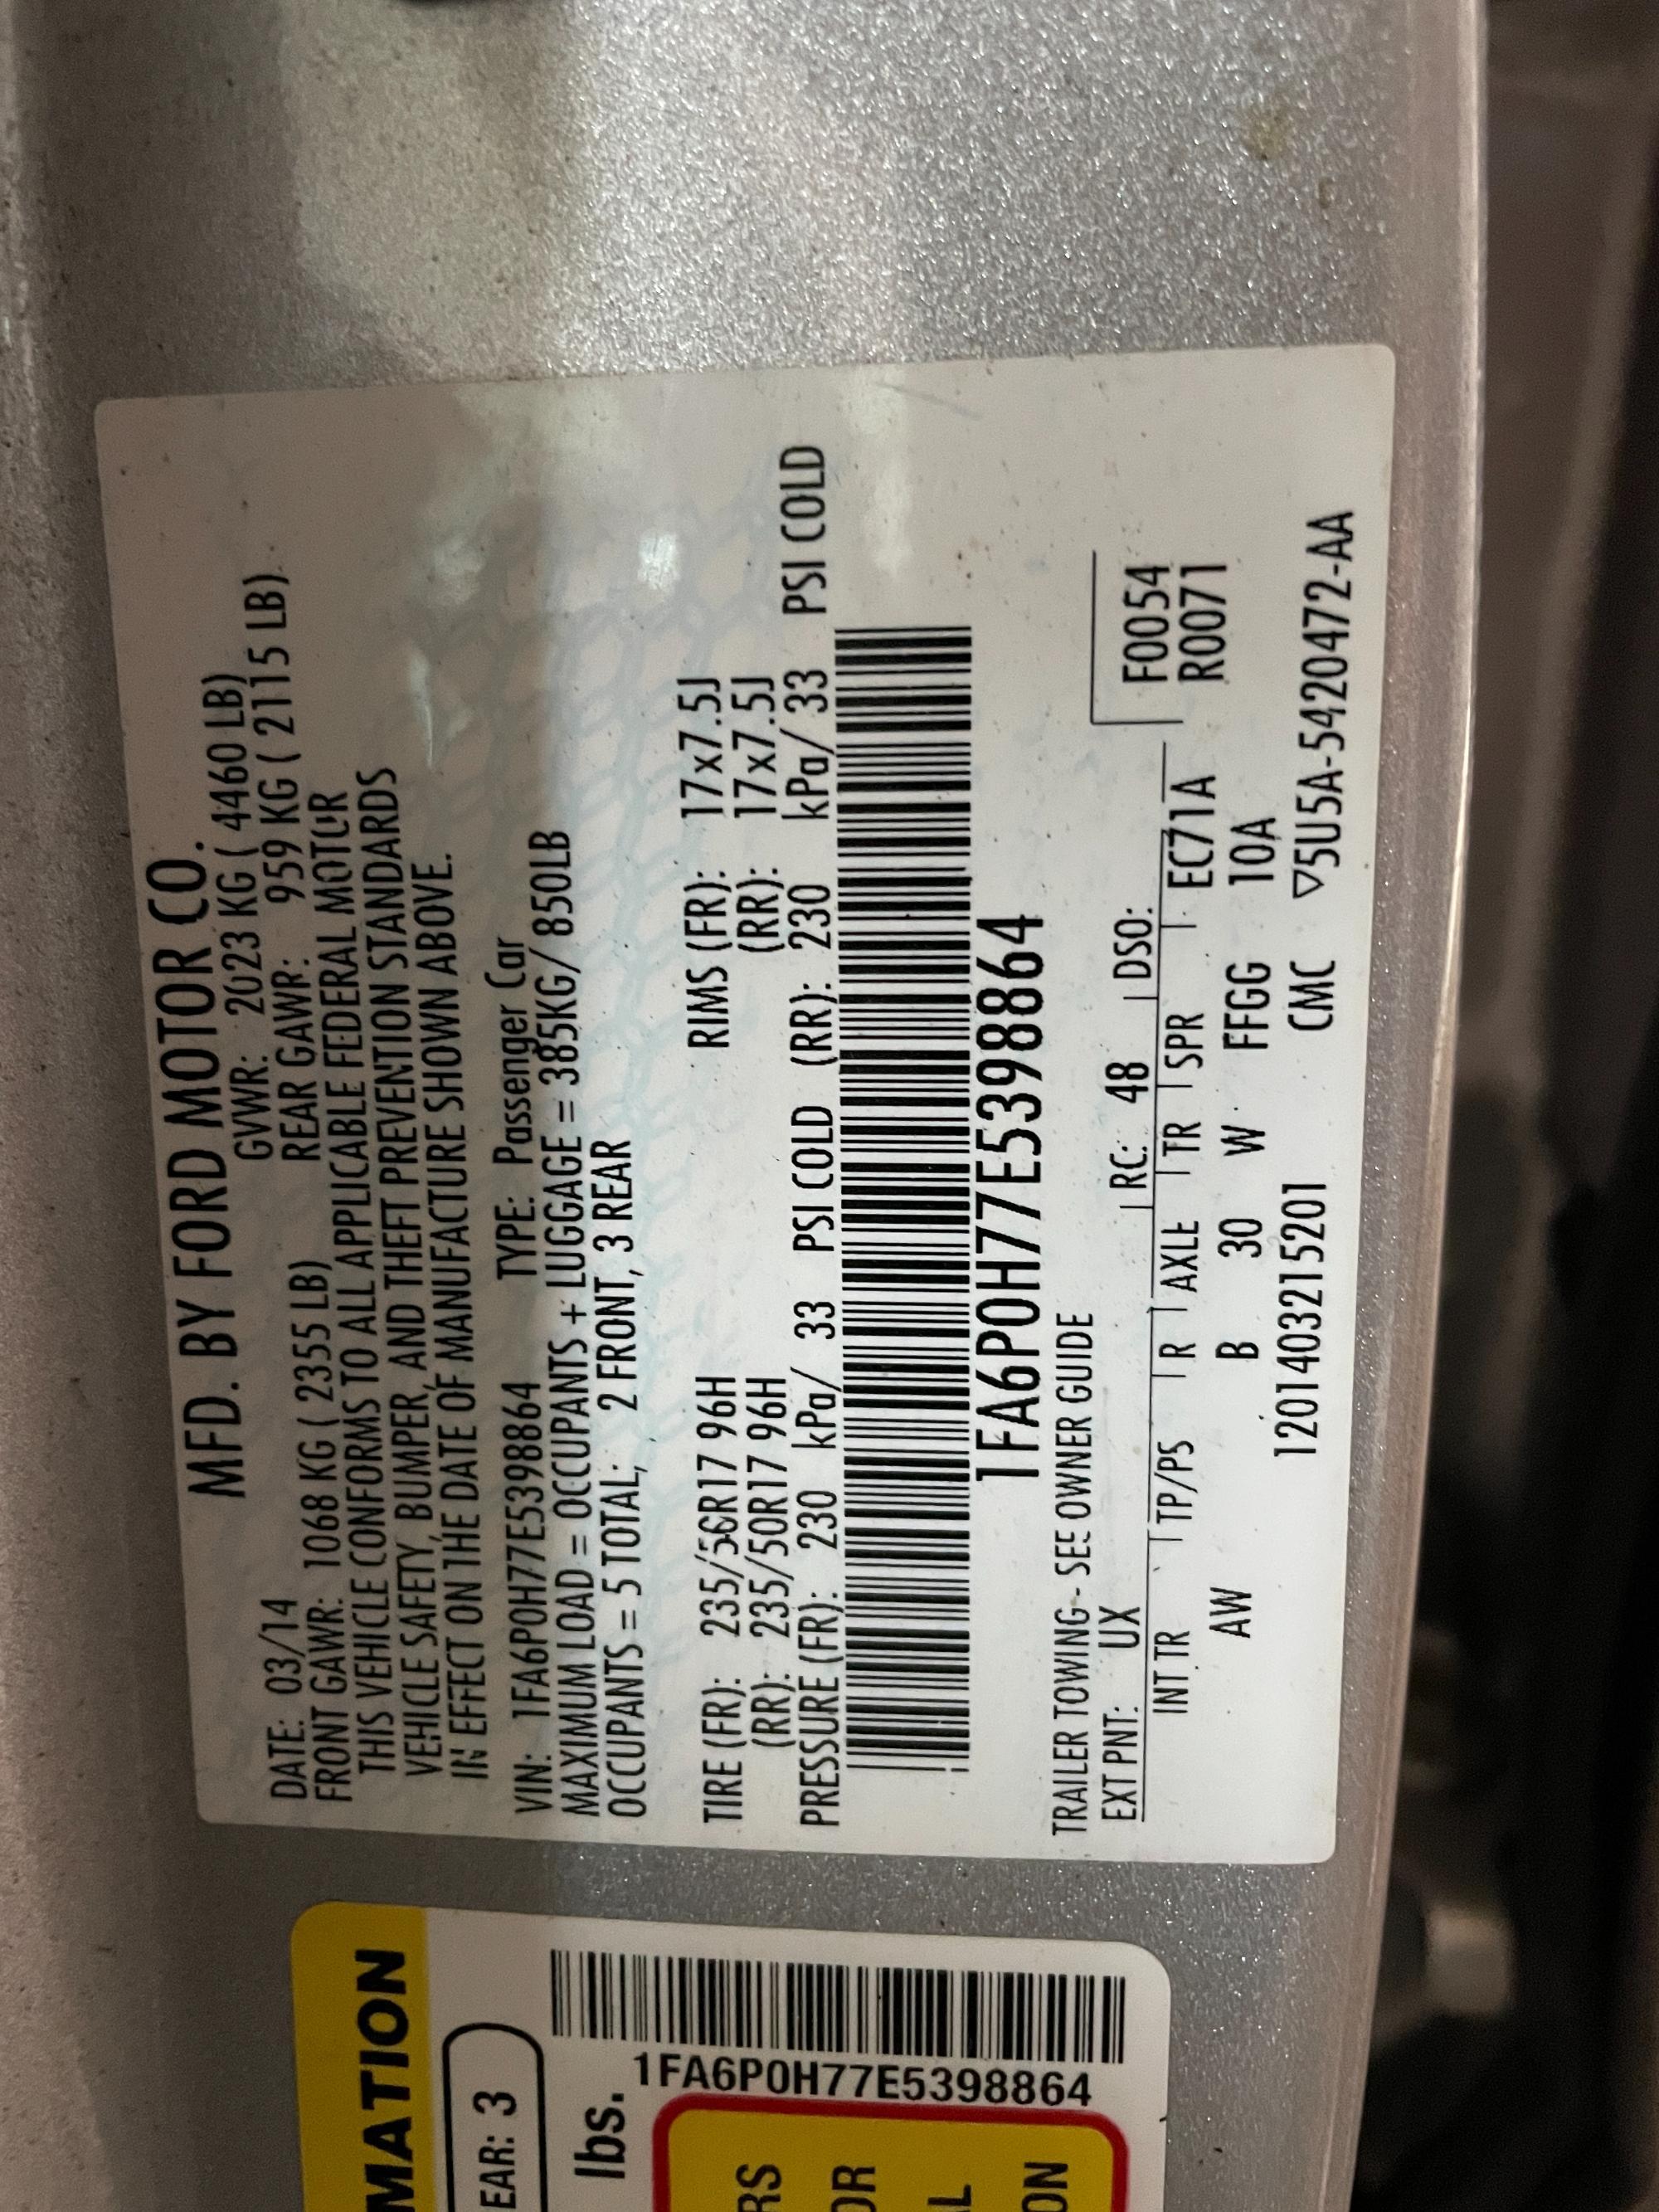 MFD. BY FORD MOTOR CO.
DATE: 03/14 GVWR: 2023 KG ( 4460 LB)
FRONT GAWR: 1068 KG ( 2355 LB) REAR GAWR: 959 KG ( 2115 LB)
THIS VEHICLE CONFORMS TO ALL APPLICABLE FEDERAL MOTOR
VEHICLE SAFETY, BUMPER, AND THEFT PREVENTION STANDARDS
IN EFFECT ON THE DATE OF MANUFACTURE SHOWN ABOVE.
VIN: 1FA6P0H77E5398864 TYPE: Passenger Car
MAXIMUM LOAD = OCCUPANTS + LUGGAGE = 385KG/ 850LB
OCCUPANTS = 5 TOTAL; 2 FRONT, 3 REAR
TIRE (FR): 235/50R17 96H RIMS (FR): 17x7.5J
(RR): 235/50R17 96H (RR): 17x7.5J
PRESSURE (FR): 230 kPa/ 33 PSI COLD (RR): 230 kPa/ 33 PSI COLD
1FA6P0H77E5398864
TRAILER TOWING - SEE OWNER GUIDE
EXT PNT: UX RC: 48 DSO: F0054
INT TR TP/PS R AXLE TR SPR EC71A R0071
AW B 30 W FFGG 10A
1201403215201 CMC ▽5U5A-5420472-AA
MATION
EAR: 3
lbs.
1FA6P0H77E5398864
RS
OR
L
ON